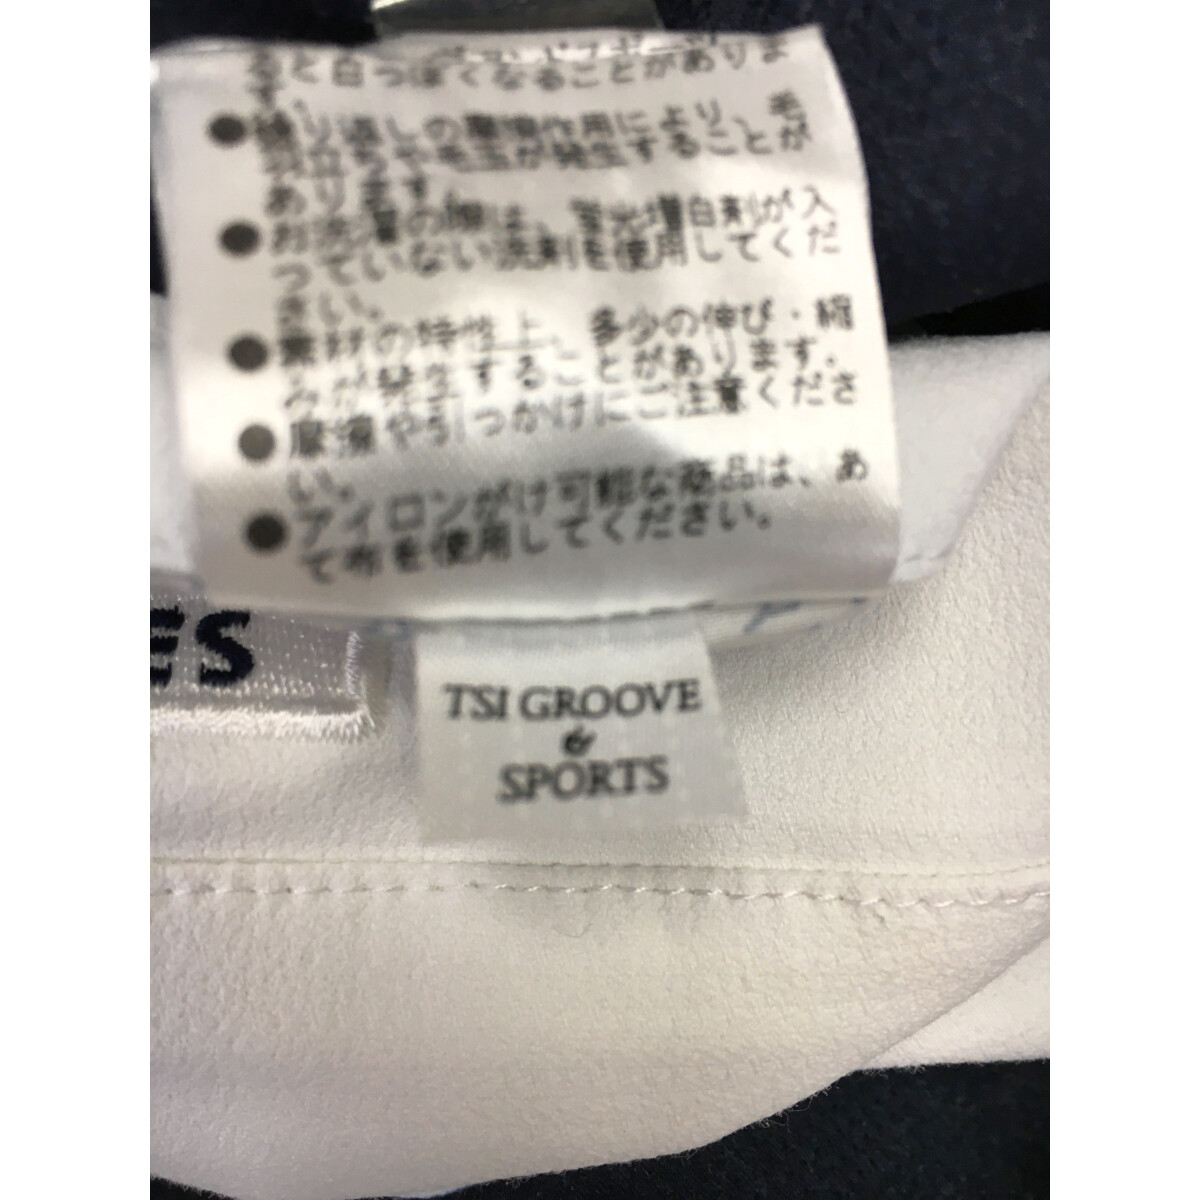 と白っぽくなることがありま
す。
●繰り返しの摩擦作用により、毛
羽立ちや毛玉が発生することが
あります。
●お洗濯の際は、蛍光増白剤が入
っていない洗剤を使用してくだ
さい。
●素材の特性上、多少の伸び・縮
みが発生することがあります。
●摩擦や引っかけにご注意くださ
い。
●アイロンがけ可能な商品は、あ
て布を使用してください。
ES
TSI GROOVE
&
SPORTS